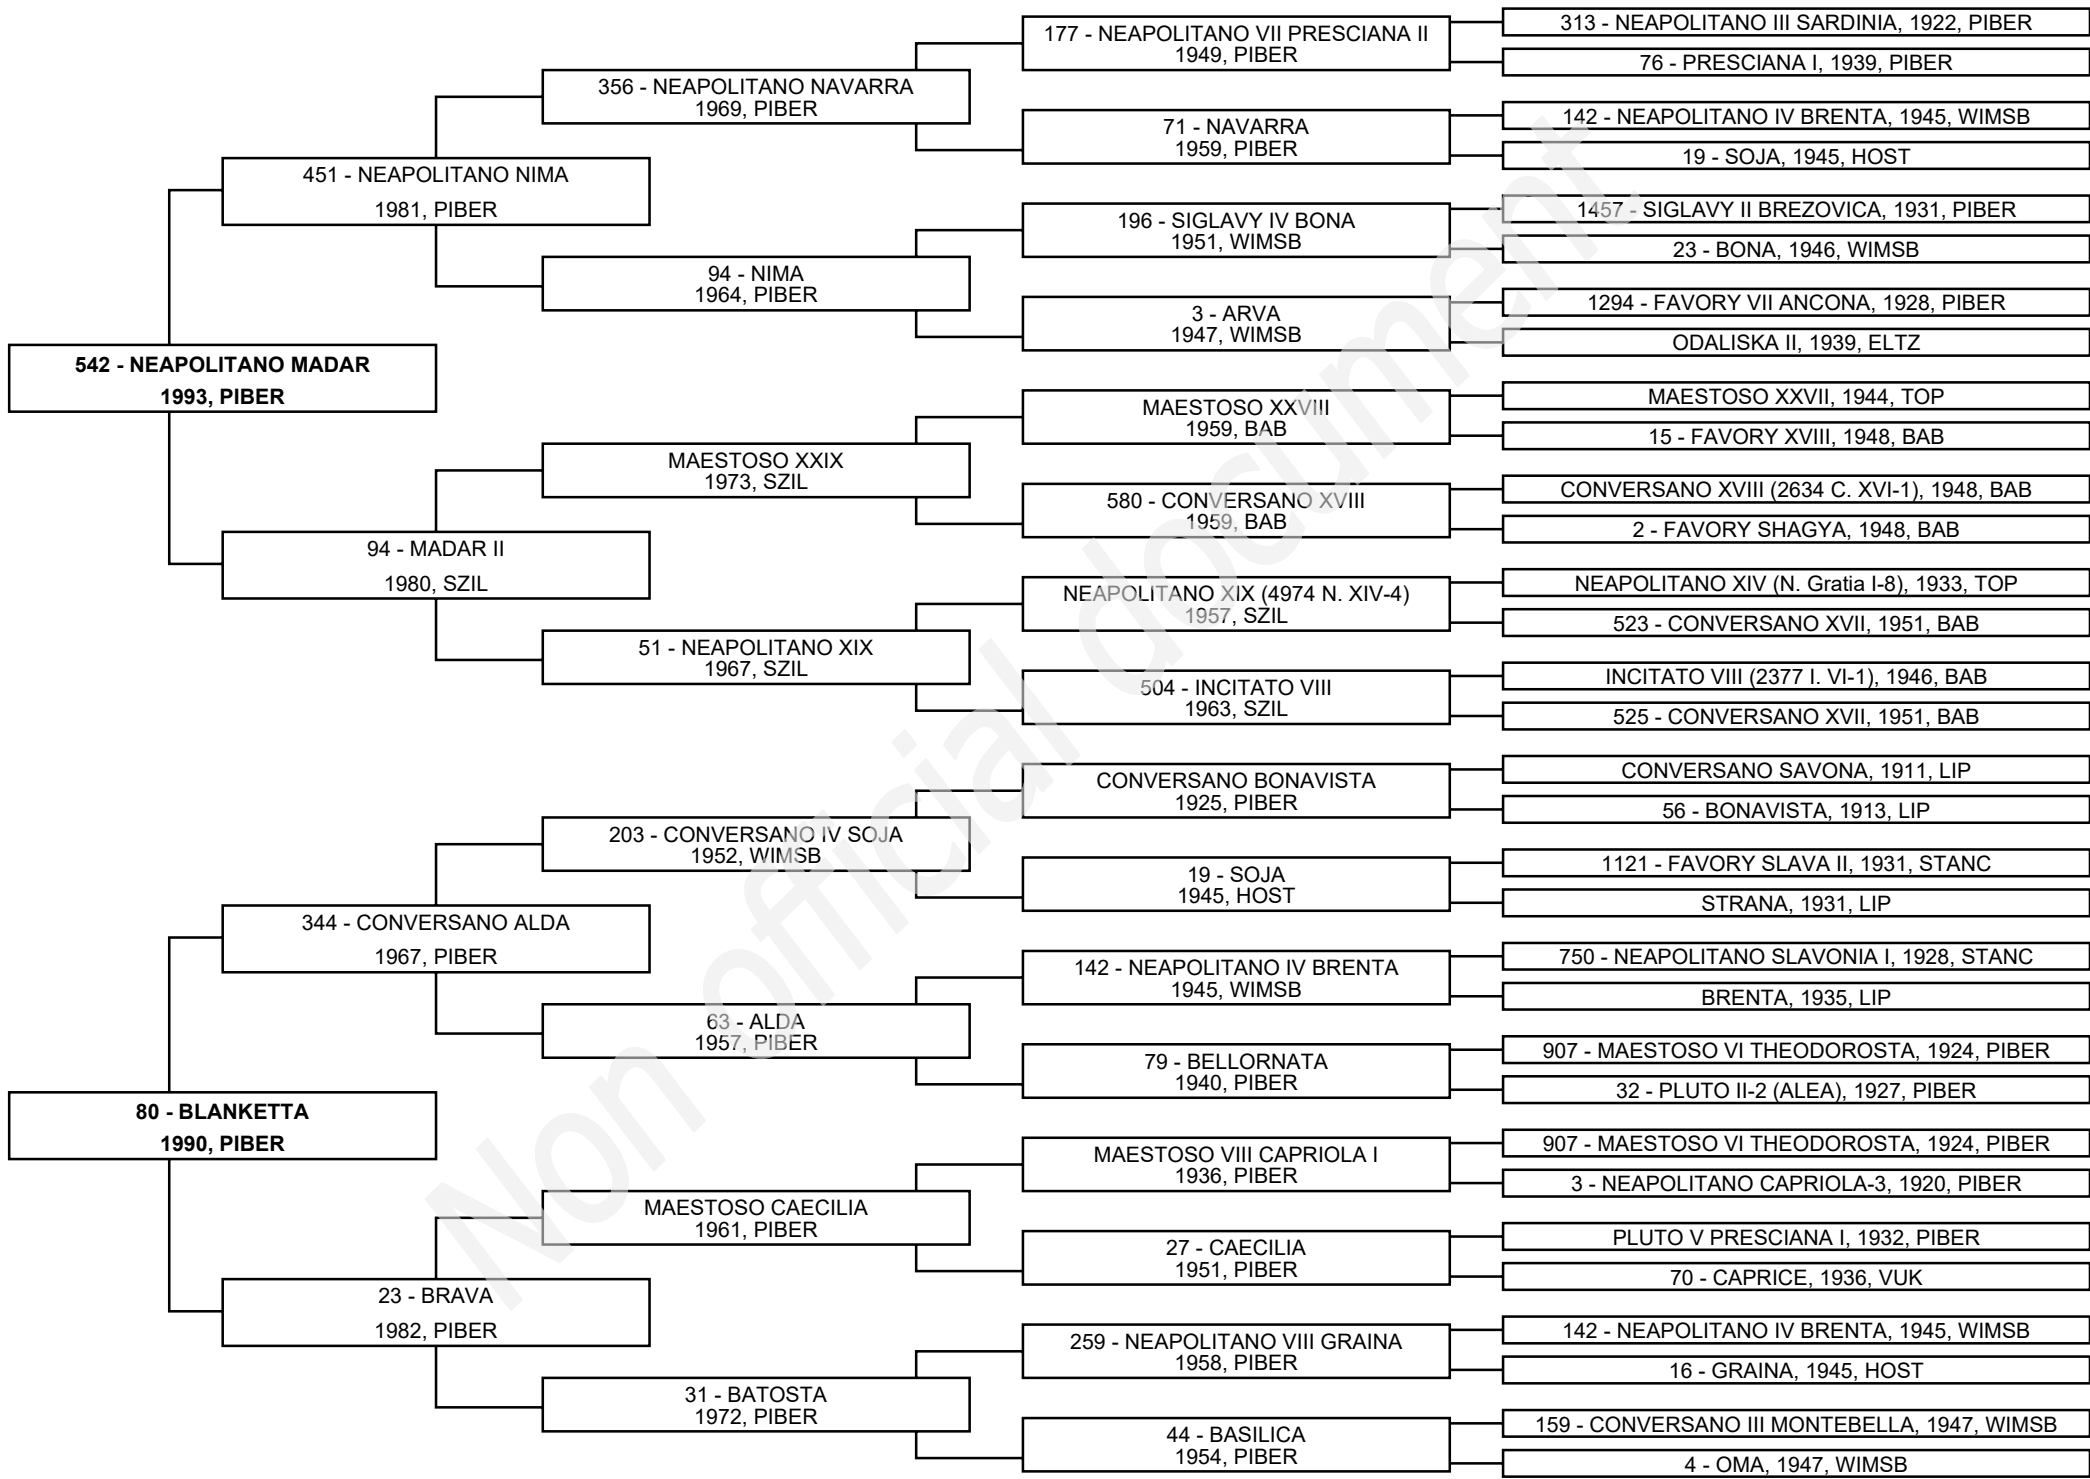 542 - NEAPOLITANO MADAR
1993, PIBER
80 - BLANKETTA
1990, PIBER
451 - NEAPOLITANO NIMA
1981, PIBER
94 - MADAR II
1980, SZIL
344 - CONVERSANO ALDA
1967, PIBER
23 - BRAVA
1982, PIBER
356 - NEAPOLITANO NAVARRA
1969, PIBER
94 - NIMA
1964, PIBER
MAESTOSO XXIX
1973, SZIL
51 - NEAPOLITANO XIX
1967, SZIL
203 - CONVERSANO IV SOJA
1952, WIMSB
63 - ALDA
1957, PIBER
MAESTOSO CAECILIA
1961, PIBER
31 - BATOSTA
1972, PIBER
177 - NEAPOLITANO VII PRESCIANA II
1949, PIBER
71 - NAVARRA
1959, PIBER
196 - SIGLAVY IV BONA
1951, WIMSB
3 - ARVA
1947, WIMSB
MAESTOSO XXVIII
1959, BAB
580 - CONVERSANO XVIII
1959, BAB
NEAPOLITANO XIX (4974 N. XIV-4)
1957, SZIL
504 - INCITATO VIII
1963, SZIL
CONVERSANO BONAVISTA
1925, PIBER
19 - SOJA
1945, HOST
142 - NEAPOLITANO IV BRENTA
1945, WIMSB
79 - BELLORNATA
1940, PIBER
MAESTOSO VIII CAPRIOLA I
1936, PIBER
27 - CAECILIA
1951, PIBER
259 - NEAPOLITANO VIII GRAINA
1958, PIBER
44 - BASILICA
1954, PIBER
313 - NEAPOLITANO III SARDINIA, 1922, PIBER
76 - PRESCIANA I, 1939, PIBER
142 - NEAPOLITANO IV BRENTA, 1945, WIMSB
19 - SOJA, 1945, HOST
1457 - SIGLAVY II BREZOVICA, 1931, PIBER
23 - BONA, 1946, WIMSB
1294 - FAVORY VII ANCONA, 1928, PIBER
ODALISKA II, 1939, ELTZ
MAESTOSO XXVII, 1944, TOP
15 - FAVORY XVIII, 1948, BAB
CONVERSANO XVIII (2634 C. XVI-1), 1948, BAB
2 - FAVORY SHAGYA, 1948, BAB
NEAPOLITANO XIV (N. Gratia I-8), 1933, TOP
523 - CONVERSANO XVII, 1951, BAB
INCITATO VIII (2377 I. VI-1), 1946, BAB
525 - CONVERSANO XVII, 1951, BAB
CONVERSANO SAVONA, 1911, LIP
56 - BONAVISTA, 1913, LIP
1121 - FAVORY SLAVA II, 1931, STANC
STRANA, 1931, LIP
750 - NEAPOLITANO SLAVONIA I, 1928, STANC
BRENTA, 1935, LIP
907 - MAESTOSO VI THEODOROSTA, 1924, PIBER
32 - PLUTO II-2 (ALEA), 1927, PIBER
907 - MAESTOSO VI THEODOROSTA, 1924, PIBER
3 - NEAPOLITANO CAPRIOLA-3, 1920, PIBER
PLUTO V PRESCIANA I, 1932, PIBER
70 - CAPRICE, 1936, VUK
142 - NEAPOLITANO IV BRENTA, 1945, WIMSB
16 - GRAINA, 1945, HOST
159 - CONVERSANO III MONTEBELLA, 1947, WIMSB
4 - OMA, 1947, WIMSB
Non official document